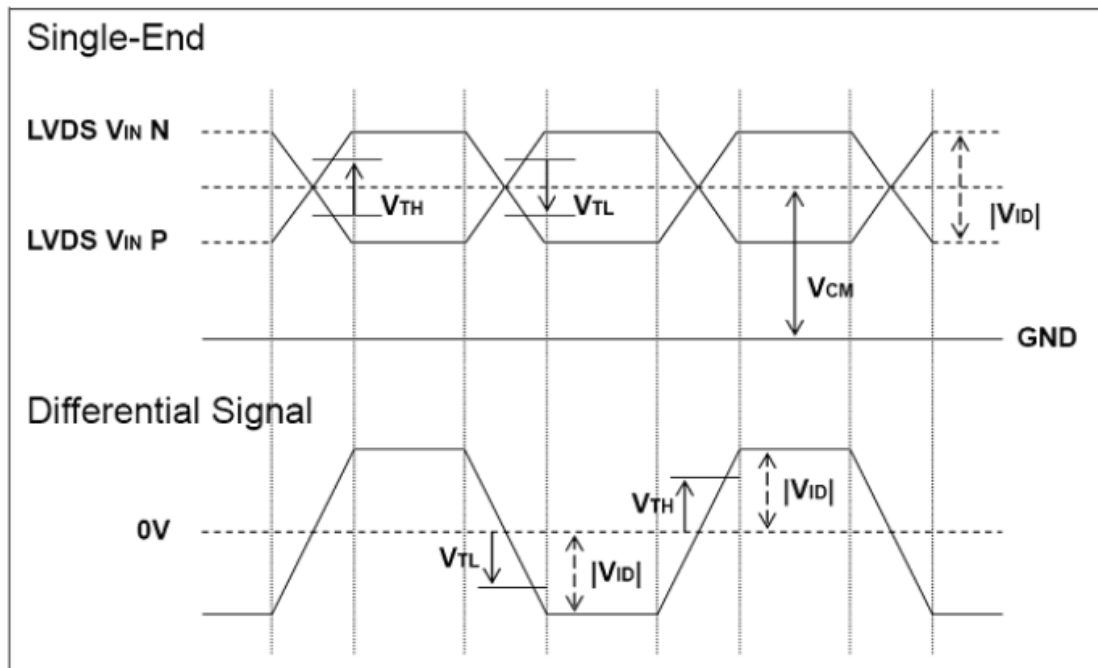 Single-End
LVDS VIN N
VTH
VTL
|VID|
LVDS VIN P
VCM
GND
Differential Signal
VTH
|VID|
0V
VTL
|VID|